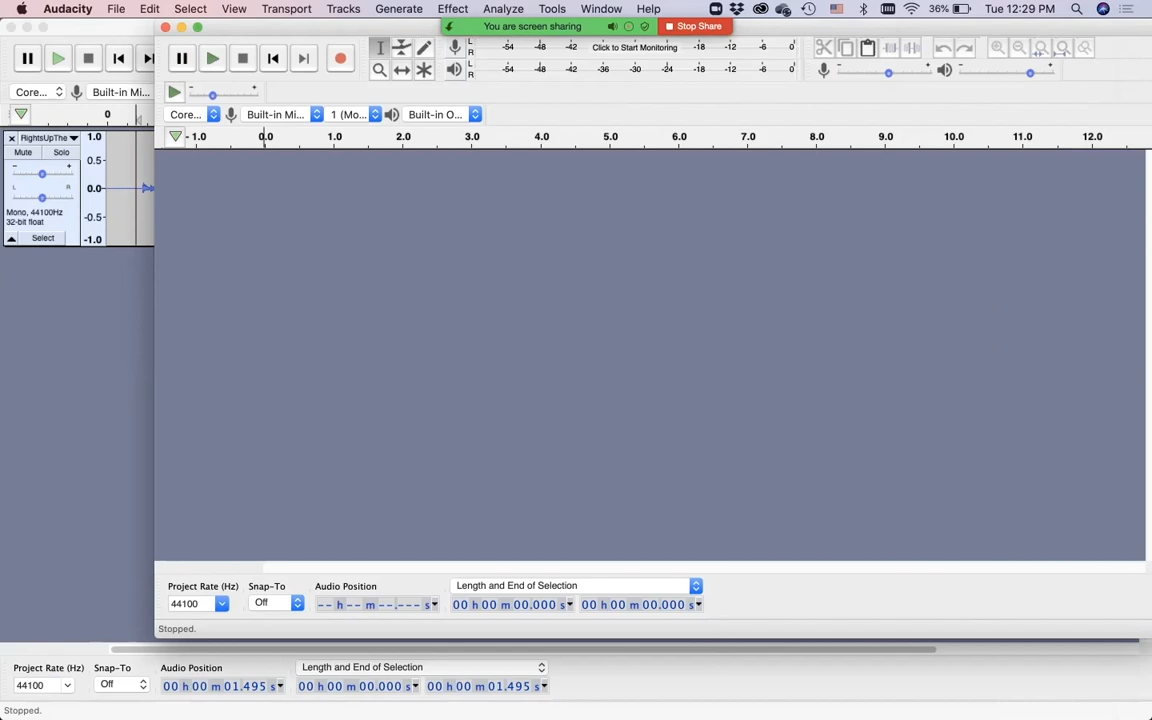 Audacity File Edit Select View Transport Tracks Generate Effect Analyze Tools Window Help 36% Tue 12:29 PM
You are screen sharing Stop Share
L R -54 -48 -42 Click to Start Monitoring -18 -12 -6 0
L R -54 -48 -42 -36 -30 -24 -18 -12 -6 0
Core... Built-in Mi...
Core... Built-in Mi... 1 (Mo... Built-in O...
0
-1.0 0.0 1.0 2.0 3.0 4.0 5.0 6.0 7.0 8.0 9.0 10.0 11.0 12.0
RightsUpThe
1.0
Mute Solo
0.5
- +
L R
0.0
Mono, 44100Hz
32-bit float
-0.5
Select
-1.0
Project Rate (Hz) Snap-To Audio Position Length and End of Selection
44100 Off -- h -- m --.--- s 00 h 00 m 00.000 s 00 h 00 m 00.000 s
Stopped.
Project Rate (Hz) Snap-To Audio Position Length and End of Selection
44100 Off 00 h 00 m 01.495 s 00 h 00 m 00.000 s 00 h 00 m 01.495 s
Stopped.